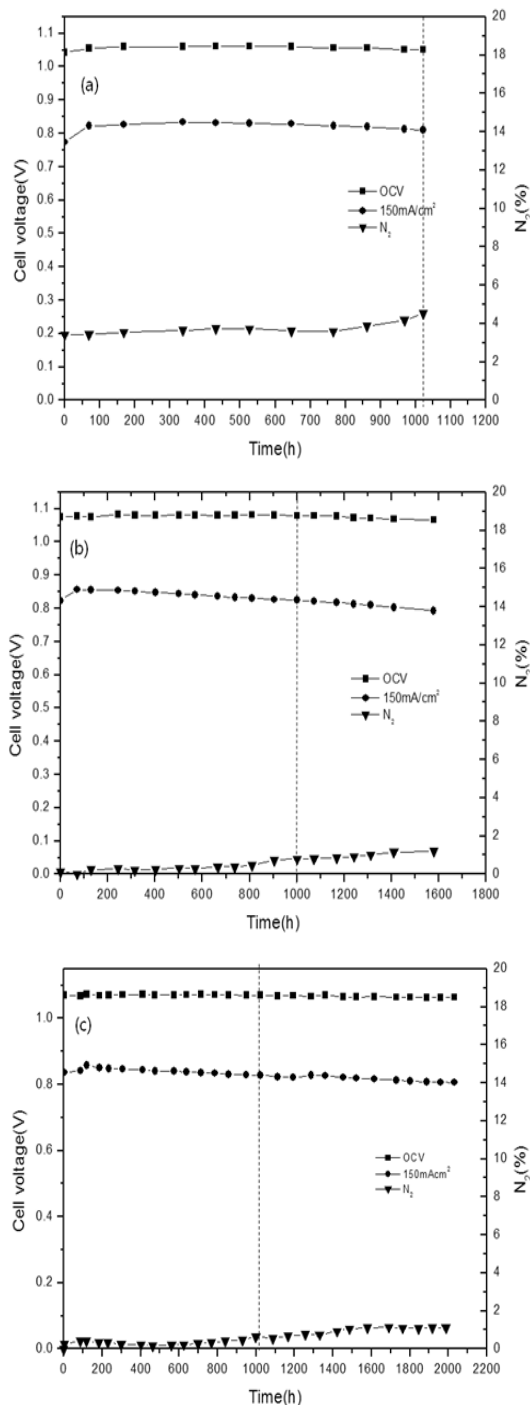 (a)
Cell voltage(V)
1.1
1.0
0.9
0.8
0.7
0.6
0.5
0.4
0.3
0.2
0.1
0.0
OCV
150mA/cm²
N₂
20
18
16
14
12
10
8
6
4
2
0
N₂(%)
0 100 200 300 400 500 600 700 800 900 1000 1100 1200
Time(h)
(b)
Cell voltage(V)
1.1
1.0
0.9
0.8
0.7
0.6
0.5
0.4
0.3
0.2
0.1
0.0
OCV
150mA/cm²
N₂
20
18
16
14
12
10
8
6
4
2
0
N₂(%)
0 200 400 600 800 1000 1200 1400 1600 1800
Time(h)
(c)
Cell voltage(V)
1.0
0.8
0.6
0.4
0.2
0.0
OCV
150mAcm²
N₂
20
18
16
14
12
10
8
6
4
2
0
N₂(%)
0 200 400 600 800 1000 1200 1400 1600 1800 2000 2200
Time(h)